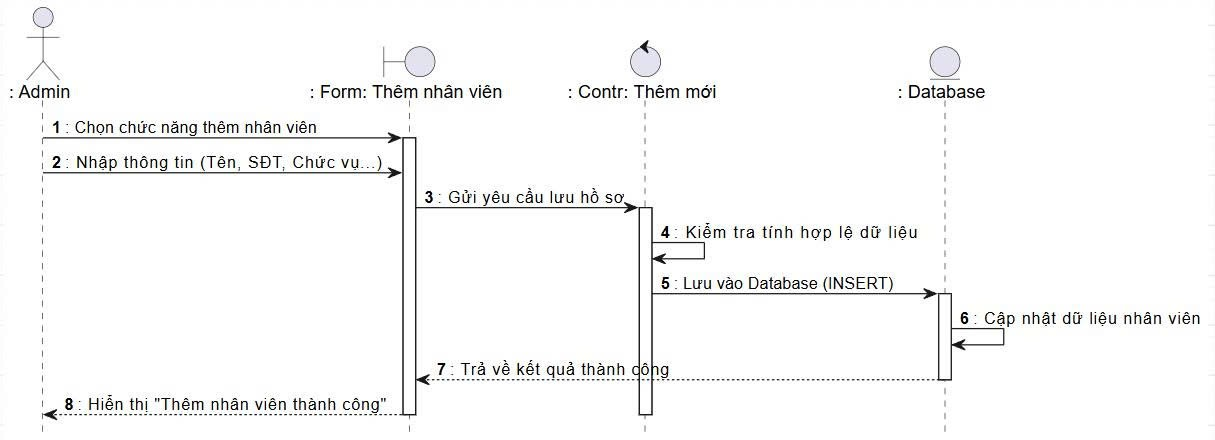 : Admin
: Form: Thêm nhân viên
: Contr: Thêm mới
: Database
1 : Chọn chức năng thêm nhân viên
2 : Nhập thông tin (Tên, SĐT, Chức vụ...)
3 : Gửi yêu cầu lưu hồ sơ
4 : Kiểm tra tính hợp lệ dữ liệu
5 : Lưu vào Database (INSERT)
6 : Cập nhật dữ liệu nhân viên
7 : Trả về kết quả thành công
8 : Hiển thị "Thêm nhân viên thành công"